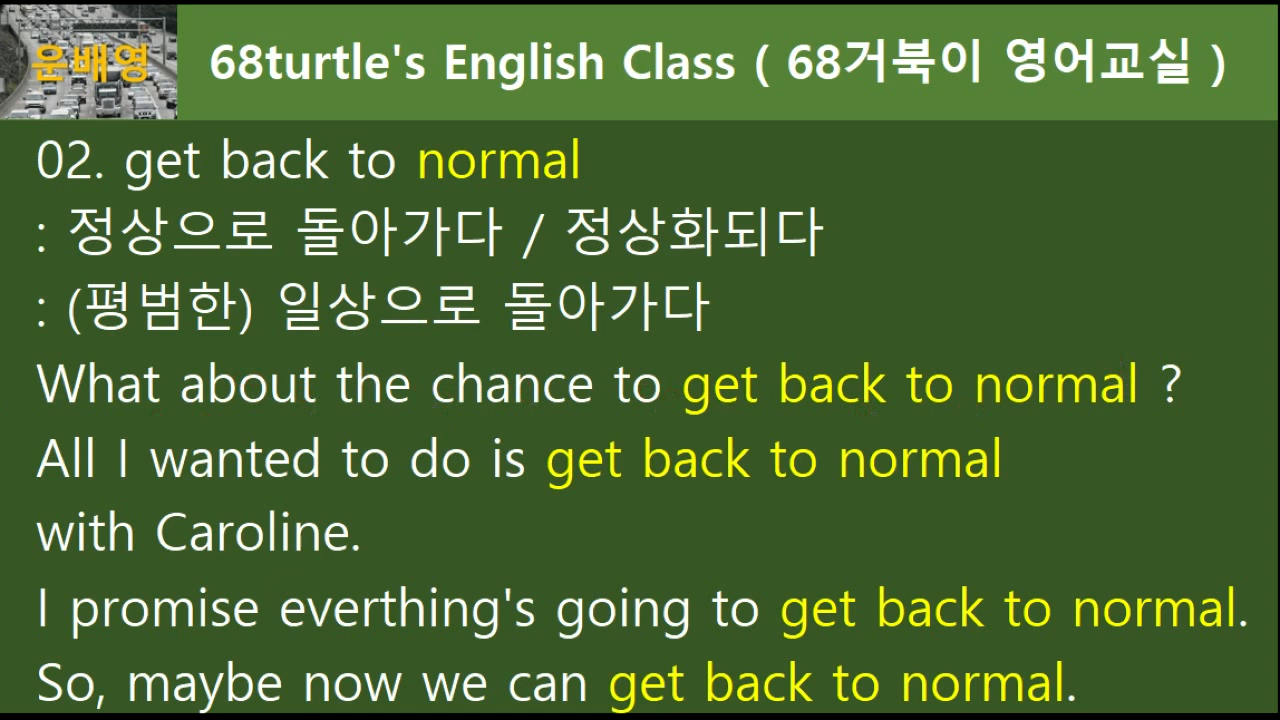 윤배영
68turtle's English Class ( 68거북이 영어교실 )
02. get back to normal
: 정상으로 돌아가다 / 정상화되다
: (평범한) 일상으로 돌아가다
What about the chance to get back to normal ?
All I wanted to do is get back to normal
with Caroline.
I promise everthing's going to get back to normal.
So, maybe now we can get back to normal.